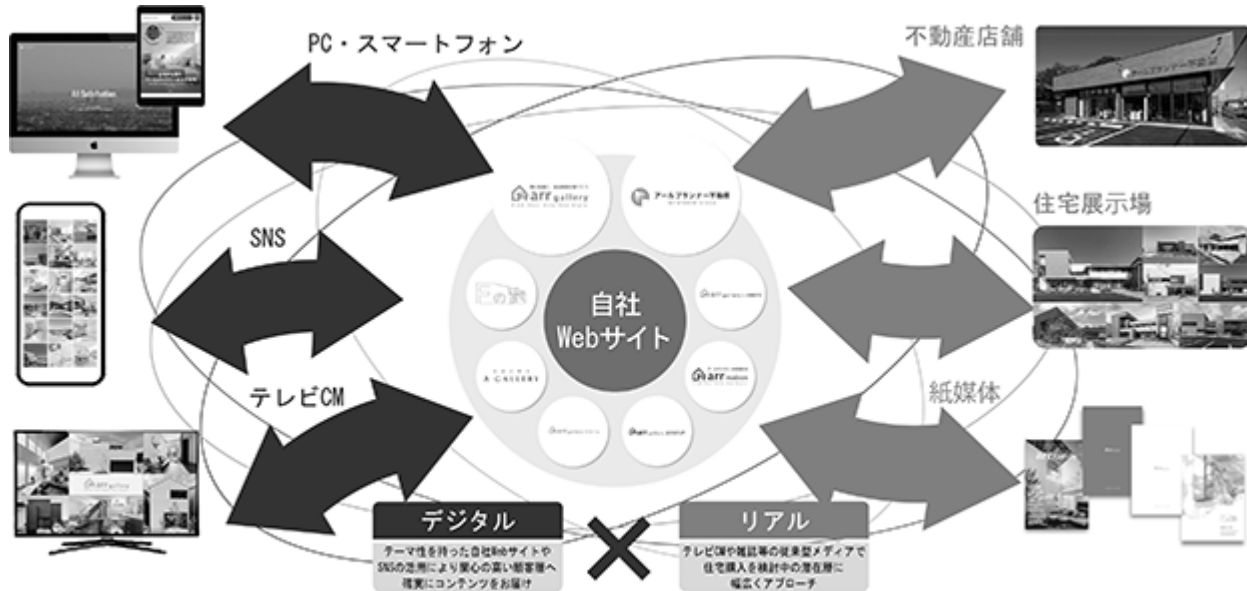 PC・スマートフォン
不動産店舗
arr gallery
アールプランナー不動産
住宅展示場
SNS
自社
Webサイト
A GALLERY
arr
テレビCM
紙媒体
arr gallery
デジタル
リアル
テーマ性を持った自社Webサイトや
SNSの活用により関心の高い顧客層へ
確実にコンテンツをお届け
テレビCMや雑誌等の従来型メディアで
住宅購入を検討中の潜在層に
幅広くアプローチ